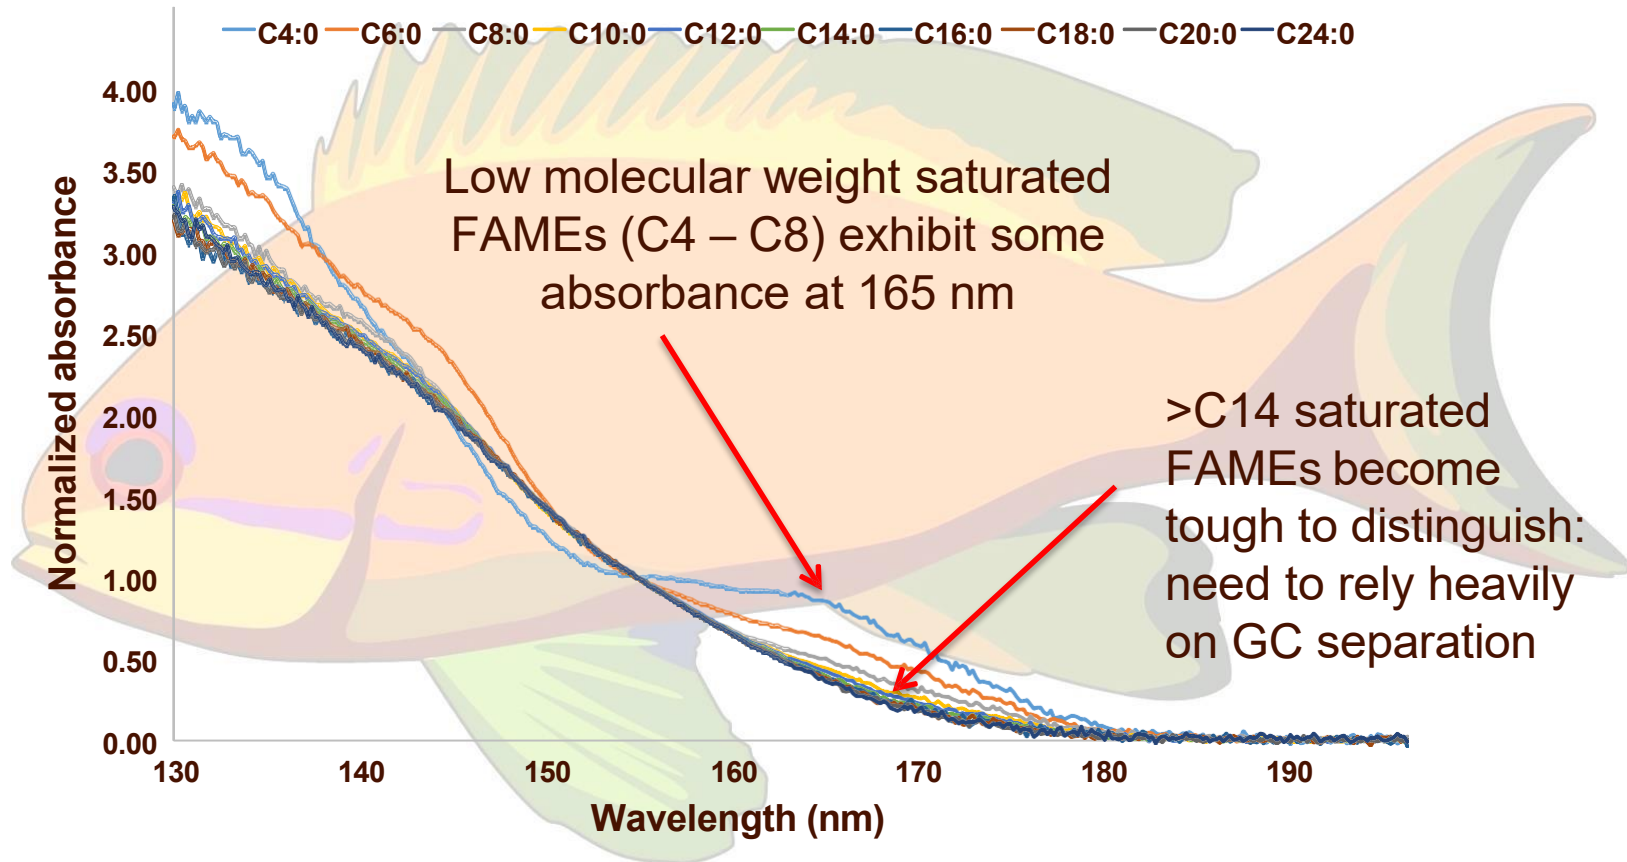 C4:0 C6:0 C8:0 C10:0 C12:0 C14:0 C16:0 C18:0 C20:0 C24:0
4.00
3.50
3.00
2.50
2.00
1.50
1.00
0.50
0.00
Normalized absorbance
Low molecular weight saturated
FAMEs (C4 – C8) exhibit some
absorbance at 165 nm
>C14 saturated
FAMEs become
tough to distinguish:
need to rely heavily
on GC separation
130 140 150 160 170 180 190
Wavelength (nm)